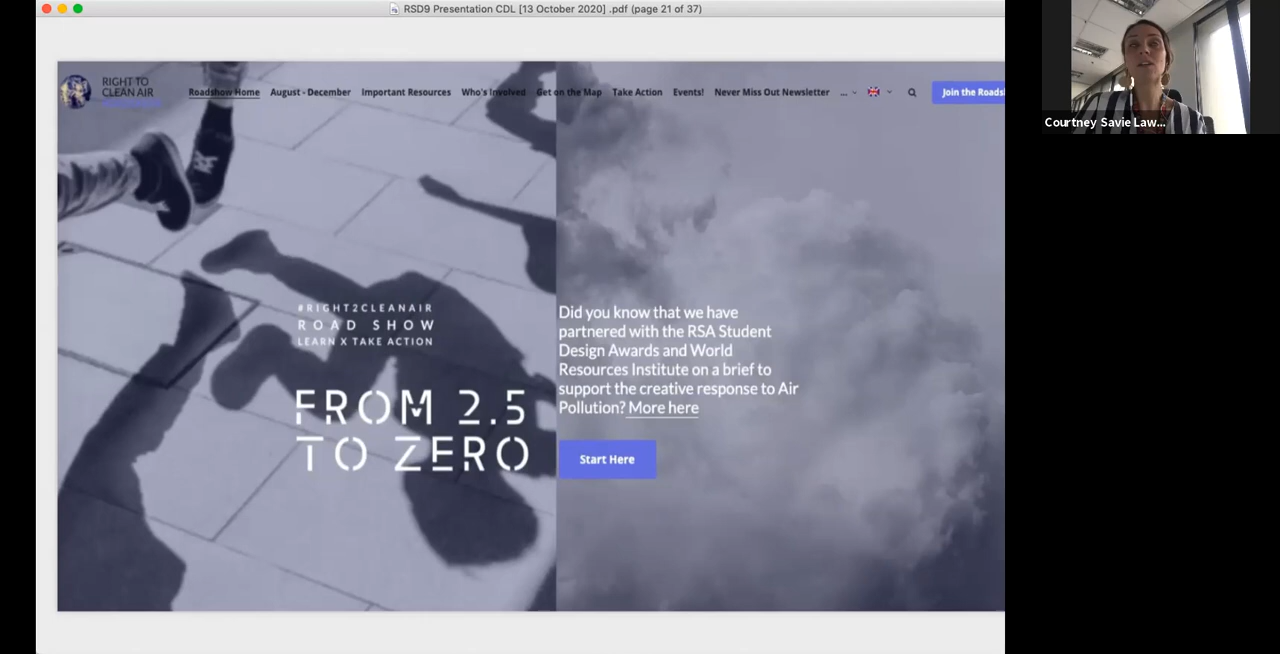 RSD9 Presentation CDL [13 October 2020] .pdf (page 21 of 37)
RIGHT TO
CLEAN AIR
Roadshow Home August - December Important Resources Who's Involved Get on the Map Take Action Events! Never Miss Out Newsletter ... Join the Roads
Courtney Savie Law...
#RIGHT2CLEANAIR
ROAD SHOW
LEARN X TAKE ACTION
FROM 2.5
TO ZERO
Did you know that we have
partnered with the RSA Student
Design Awards and World
Resources Institute on a brief to
support the creative response to Air
Pollution? More here
Start Here